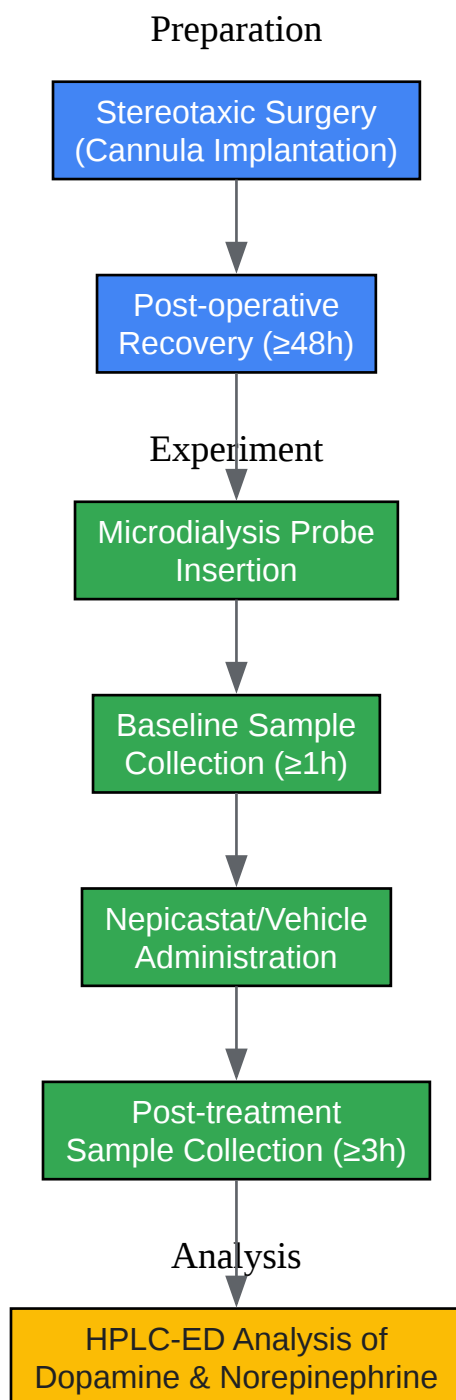 Preparation
Stereotaxic Surgery
(Cannula Implantation)
Post-operative
Recovery (≥48h)
Experiment
Microdialysis Probe
Insertion
Baseline Sample
Collection (≥1h)
Nepicastat/Vehicle
Administration
Post-treatment
Sample Collection (≥3h)
Analysis
HPLC-ED Analysis of
Dopamine & Norepinephrine